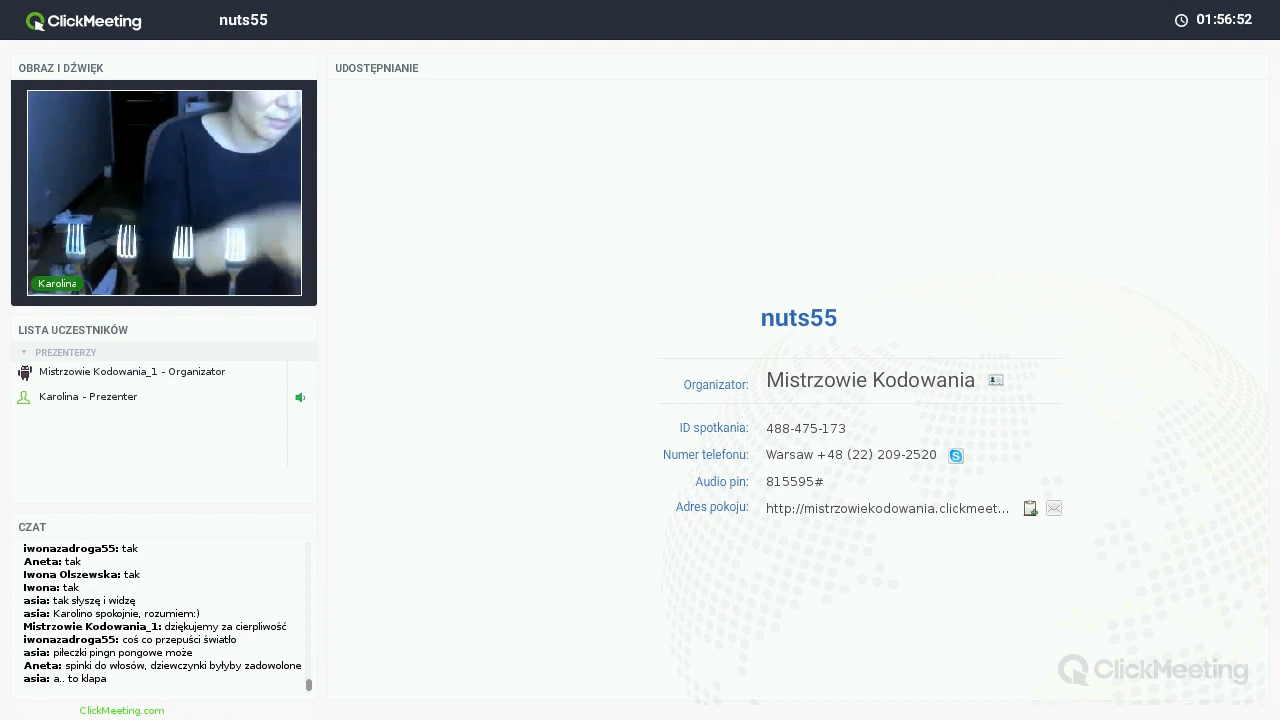 ClickMeeting
nuts55
01:56:52
OBRAZ I DŹWIĘK
Karolina
LISTA UCZESTNIKÓW
PREZENTERZY
Mistrzowie Kodowania_1 - Organizator
Karolina - Prezenter
CZAT
iwonazadroga55: tak
Aneta: tak
Iwona Olszewska: tak
Iwona: tak
asia: tak słyszę i widzę
asia: Karolino spokojnie, rozumiem:)
Mistrzowie Kodowania_1: dziękujemy za cierpliwość
iwonazadroga55: coś co przepuści światło
asia: piłeczki pingn pongowe może
Aneta: spinki do włosów, dziewczynki byłyby zadowolone
asia: a.. to klapa
ClickMeeting.com
UDOSTĘPNIANIE
nuts55
Organizator: Mistrzowie Kodowania
ID spotkania: 488-475-173
Numer telefonu: Warsaw +48 (22) 209-2520
Audio pin: 815595#
Adres pokoju: http://mistrzowiekodowania.clickmeet...
ClickMeeting